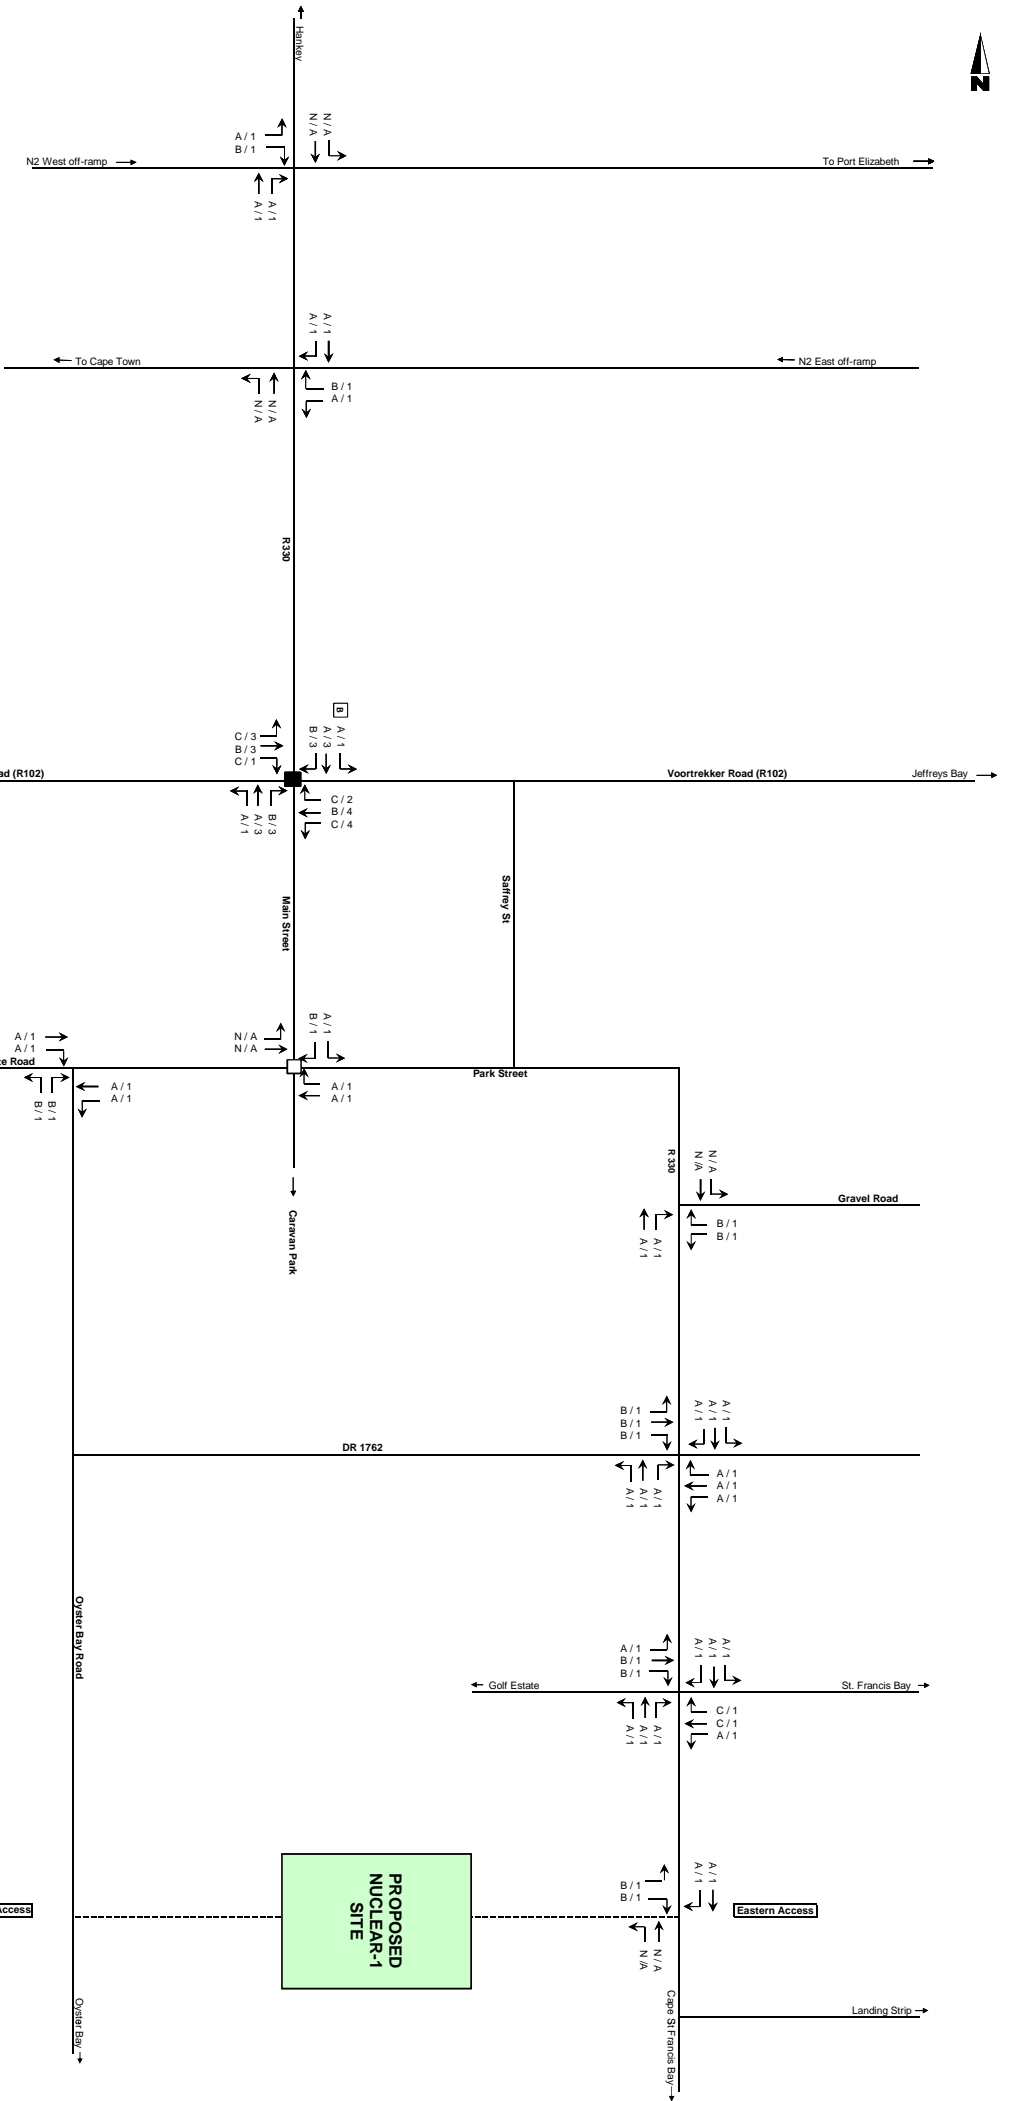 Hankey
N
A / 1
B / 1
N / A
N / A
N2 West off-ramp
To Port Elizabeth
A / 1
A / 1
A / 1
A / 1
To Cape Town
N2 East off-ramp
N / A
N / A
B / 1
A / 1
R330
B
C / 3
B / 3
C / 1
B / 3
A / 3
A / 1
ad (R102)
Voortrekker Road (R102)
Jeffreys Bay
A / 1
A / 3
B / 3
C / 2
B / 4
C / 4
Main Street
Saffrey St
A / 1
A / 1
N / A
N / A
B / 1
A / 1
te Road
Park Street
B / 1
B / 1
A / 1
A / 1
A / 1
A / 1
R 330
N /A
N / A
Gravel Road
Caravan Park
A / 1
A / 1
B / 1
B / 1
B / 1
B / 1
B / 1
A / 1
A / 1
A / 1
DR 1762
A / 1
A / 1
A / 1
A / 1
A / 1
A / 1
Oyster Bay Road
A / 1
B / 1
B / 1
A / 1
A / 1
A / 1
Golf Estate
St. Francis Bay
A / 1
A / 1
A / 1
C / 1
C / 1
A / 1
PROPOSED
NUCLEAR-1
SITE
B / 1
B / 1
A / 1
A / 1
ccess
Eastern Access
N /A
N / A
Oyster Bay
Cape St Francis Bay
Landing Strip